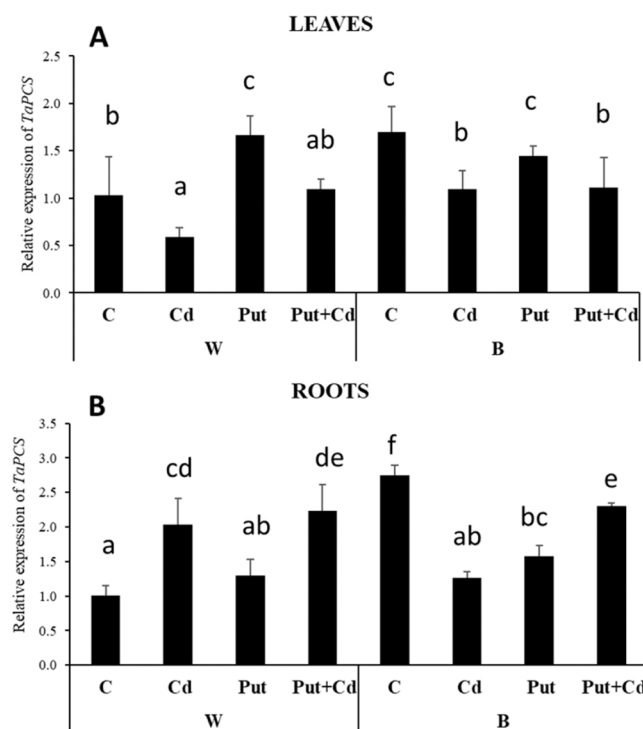 A
LEAVES
Relative expression of TaPCS
2.5
2.0
1.5
1.0
0.5
0.0
b a c ab c b c b
C Cd Put Put+Cd C Cd Put Put+Cd
W B
B
ROOTS
Relative expression of TaPCS
3.5
3.0
2.5
2.0
1.5
1.0
0.5
0.0
a cd ab de f ab bc e
C Cd Put Put+Cd C Cd Put Put+Cd
W B